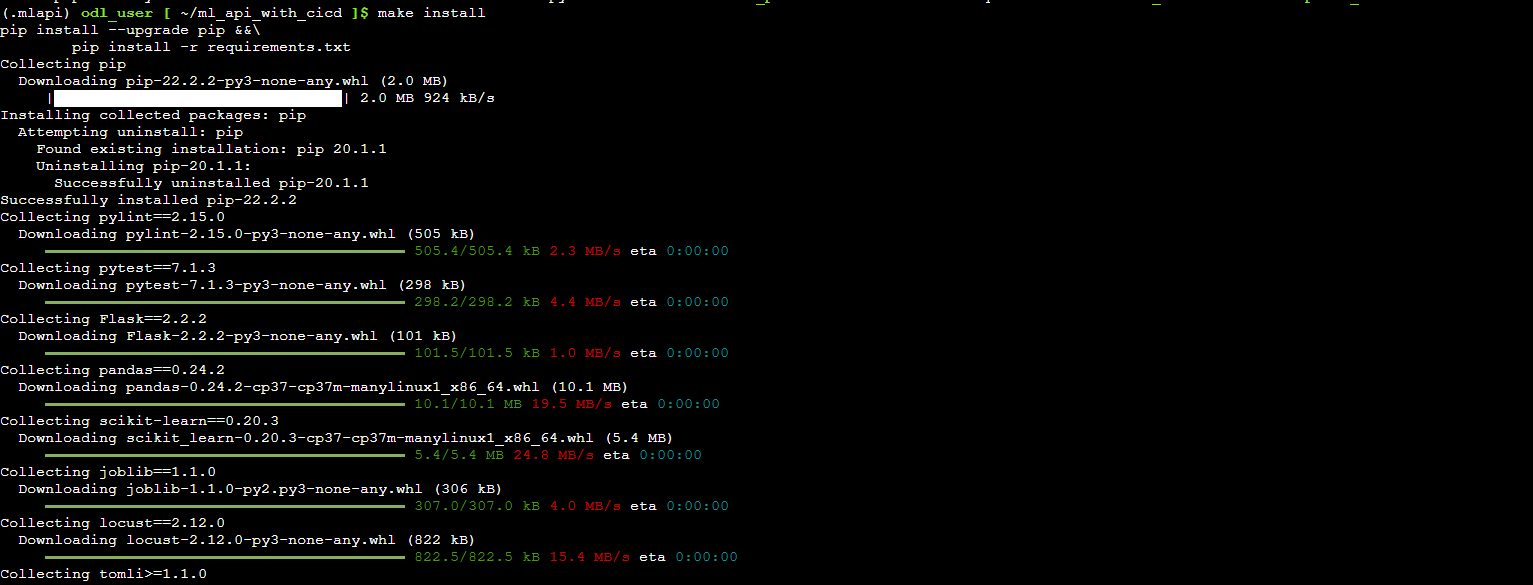 (.mlapi) odl_user [ ~/ml_api_with_cicd ]$ make install
pip install --upgrade pip &&\
        pip install -r requirements.txt
Collecting pip
  Downloading pip-22.2.2-py3-none-any.whl (2.0 MB)
     |                                | 2.0 MB 924 kB/s
Installing collected packages: pip
  Attempting uninstall: pip
    Found existing installation: pip 20.1.1
    Uninstalling pip-20.1.1:
      Successfully uninstalled pip-20.1.1
Successfully installed pip-22.2.2
Collecting pylint==2.15.0
  Downloading pylint-2.15.0-py3-none-any.whl (505 kB)
     505.4/505.4 kB 2.3 MB/s eta 0:00:00
Collecting pytest==7.1.3
  Downloading pytest-7.1.3-py3-none-any.whl (298 kB)
     298.2/298.2 kB 4.4 MB/s eta 0:00:00
Collecting Flask==2.2.2
  Downloading Flask-2.2.2-py3-none-any.whl (101 kB)
     101.5/101.5 kB 1.0 MB/s eta 0:00:00
Collecting pandas==0.24.2
  Downloading pandas-0.24.2-cp37-cp37m-manylinux1_x86_64.whl (10.1 MB)
     10.1/10.1 MB 19.5 MB/s eta 0:00:00
Collecting scikit-learn==0.20.3
  Downloading scikit_learn-0.20.3-cp37-cp37m-manylinux1_x86_64.whl (5.4 MB)
     5.4/5.4 MB 24.8 MB/s eta 0:00:00
Collecting joblib==1.1.0
  Downloading joblib-1.1.0-py2.py3-none-any.whl (306 kB)
     307.0/307.0 kB 4.0 MB/s eta 0:00:00
Collecting locust==2.12.0
  Downloading locust-2.12.0-py3-none-any.whl (822 kB)
     822.5/822.5 kB 15.4 MB/s eta 0:00:00
Collecting tomli>=1.1.0